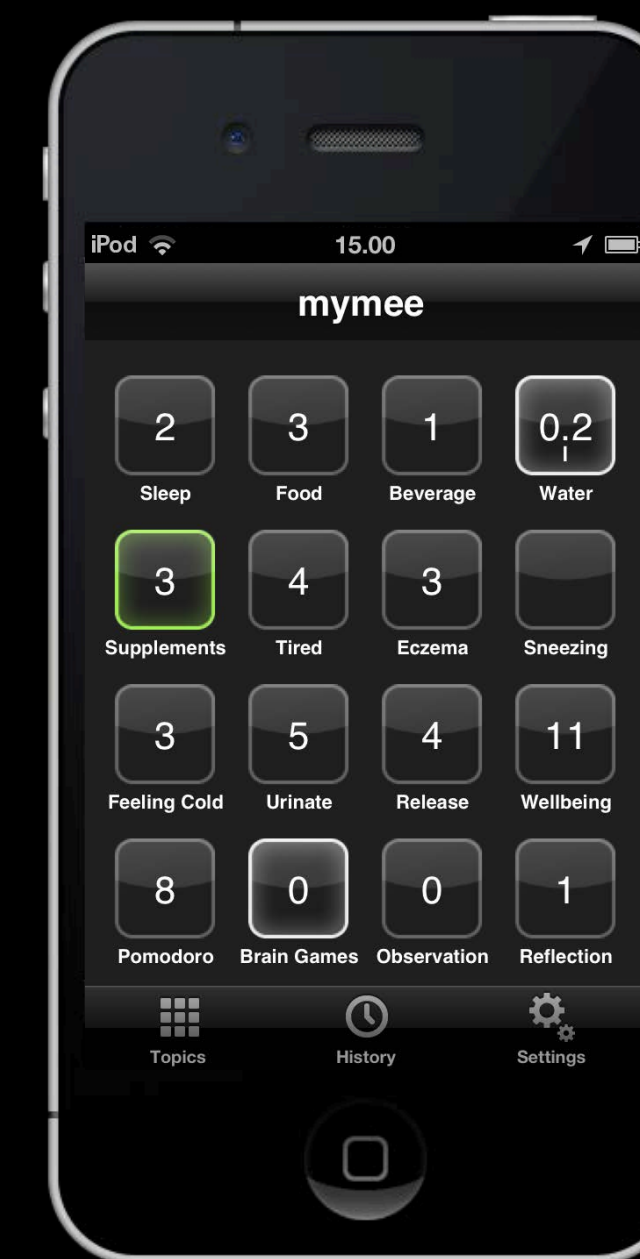 iPod 15.00
mymee
2 3 1 0.2
l
Sleep Food Beverage Water
3 4 3
Supplements Tired Eczema Sneezing
3 5 4 11
Feeling Cold Urinate Release Wellbeing
8 0 0 1
Pomodoro Brain Games Observation Reflection
Topics History Settings